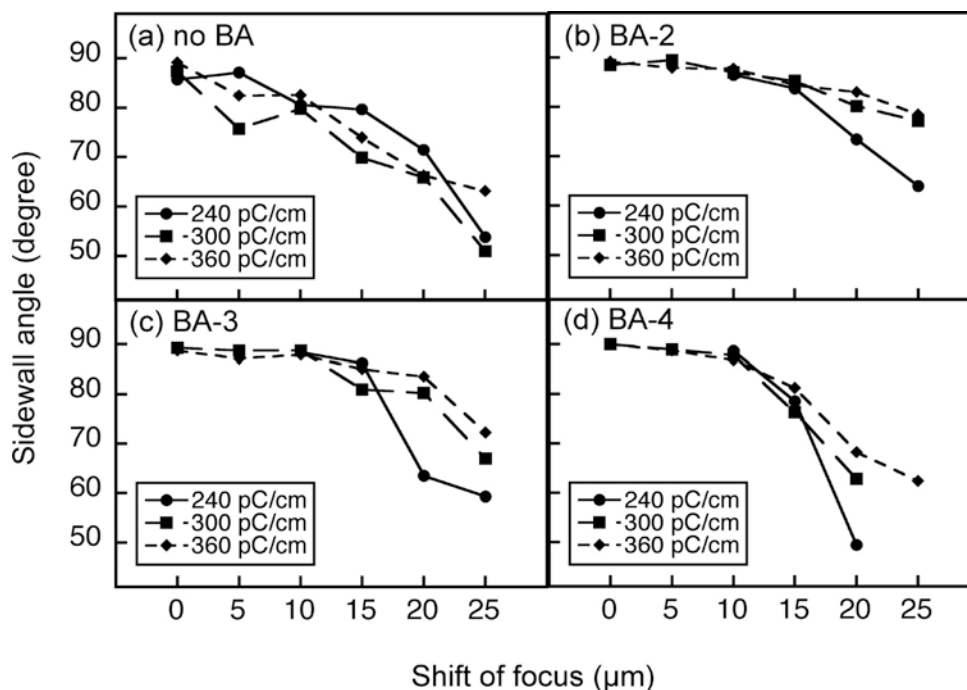 (a) no BA
(b) BA-2
90
80
70
60
50
240 pC/cm
300 pC/cm
360 pC/cm
240 pC/cm
300 pC/cm
360 pC/cm
(c) BA-3
(d) BA-4
90
80
70
60
50
240 pC/cm
300 pC/cm
360 pC/cm
240 pC/cm
300 pC/cm
360 pC/cm
0 5 10 15 20 25
0 5 10 15 20 25
Sidewall angle (degree)
Shift of focus (μm)